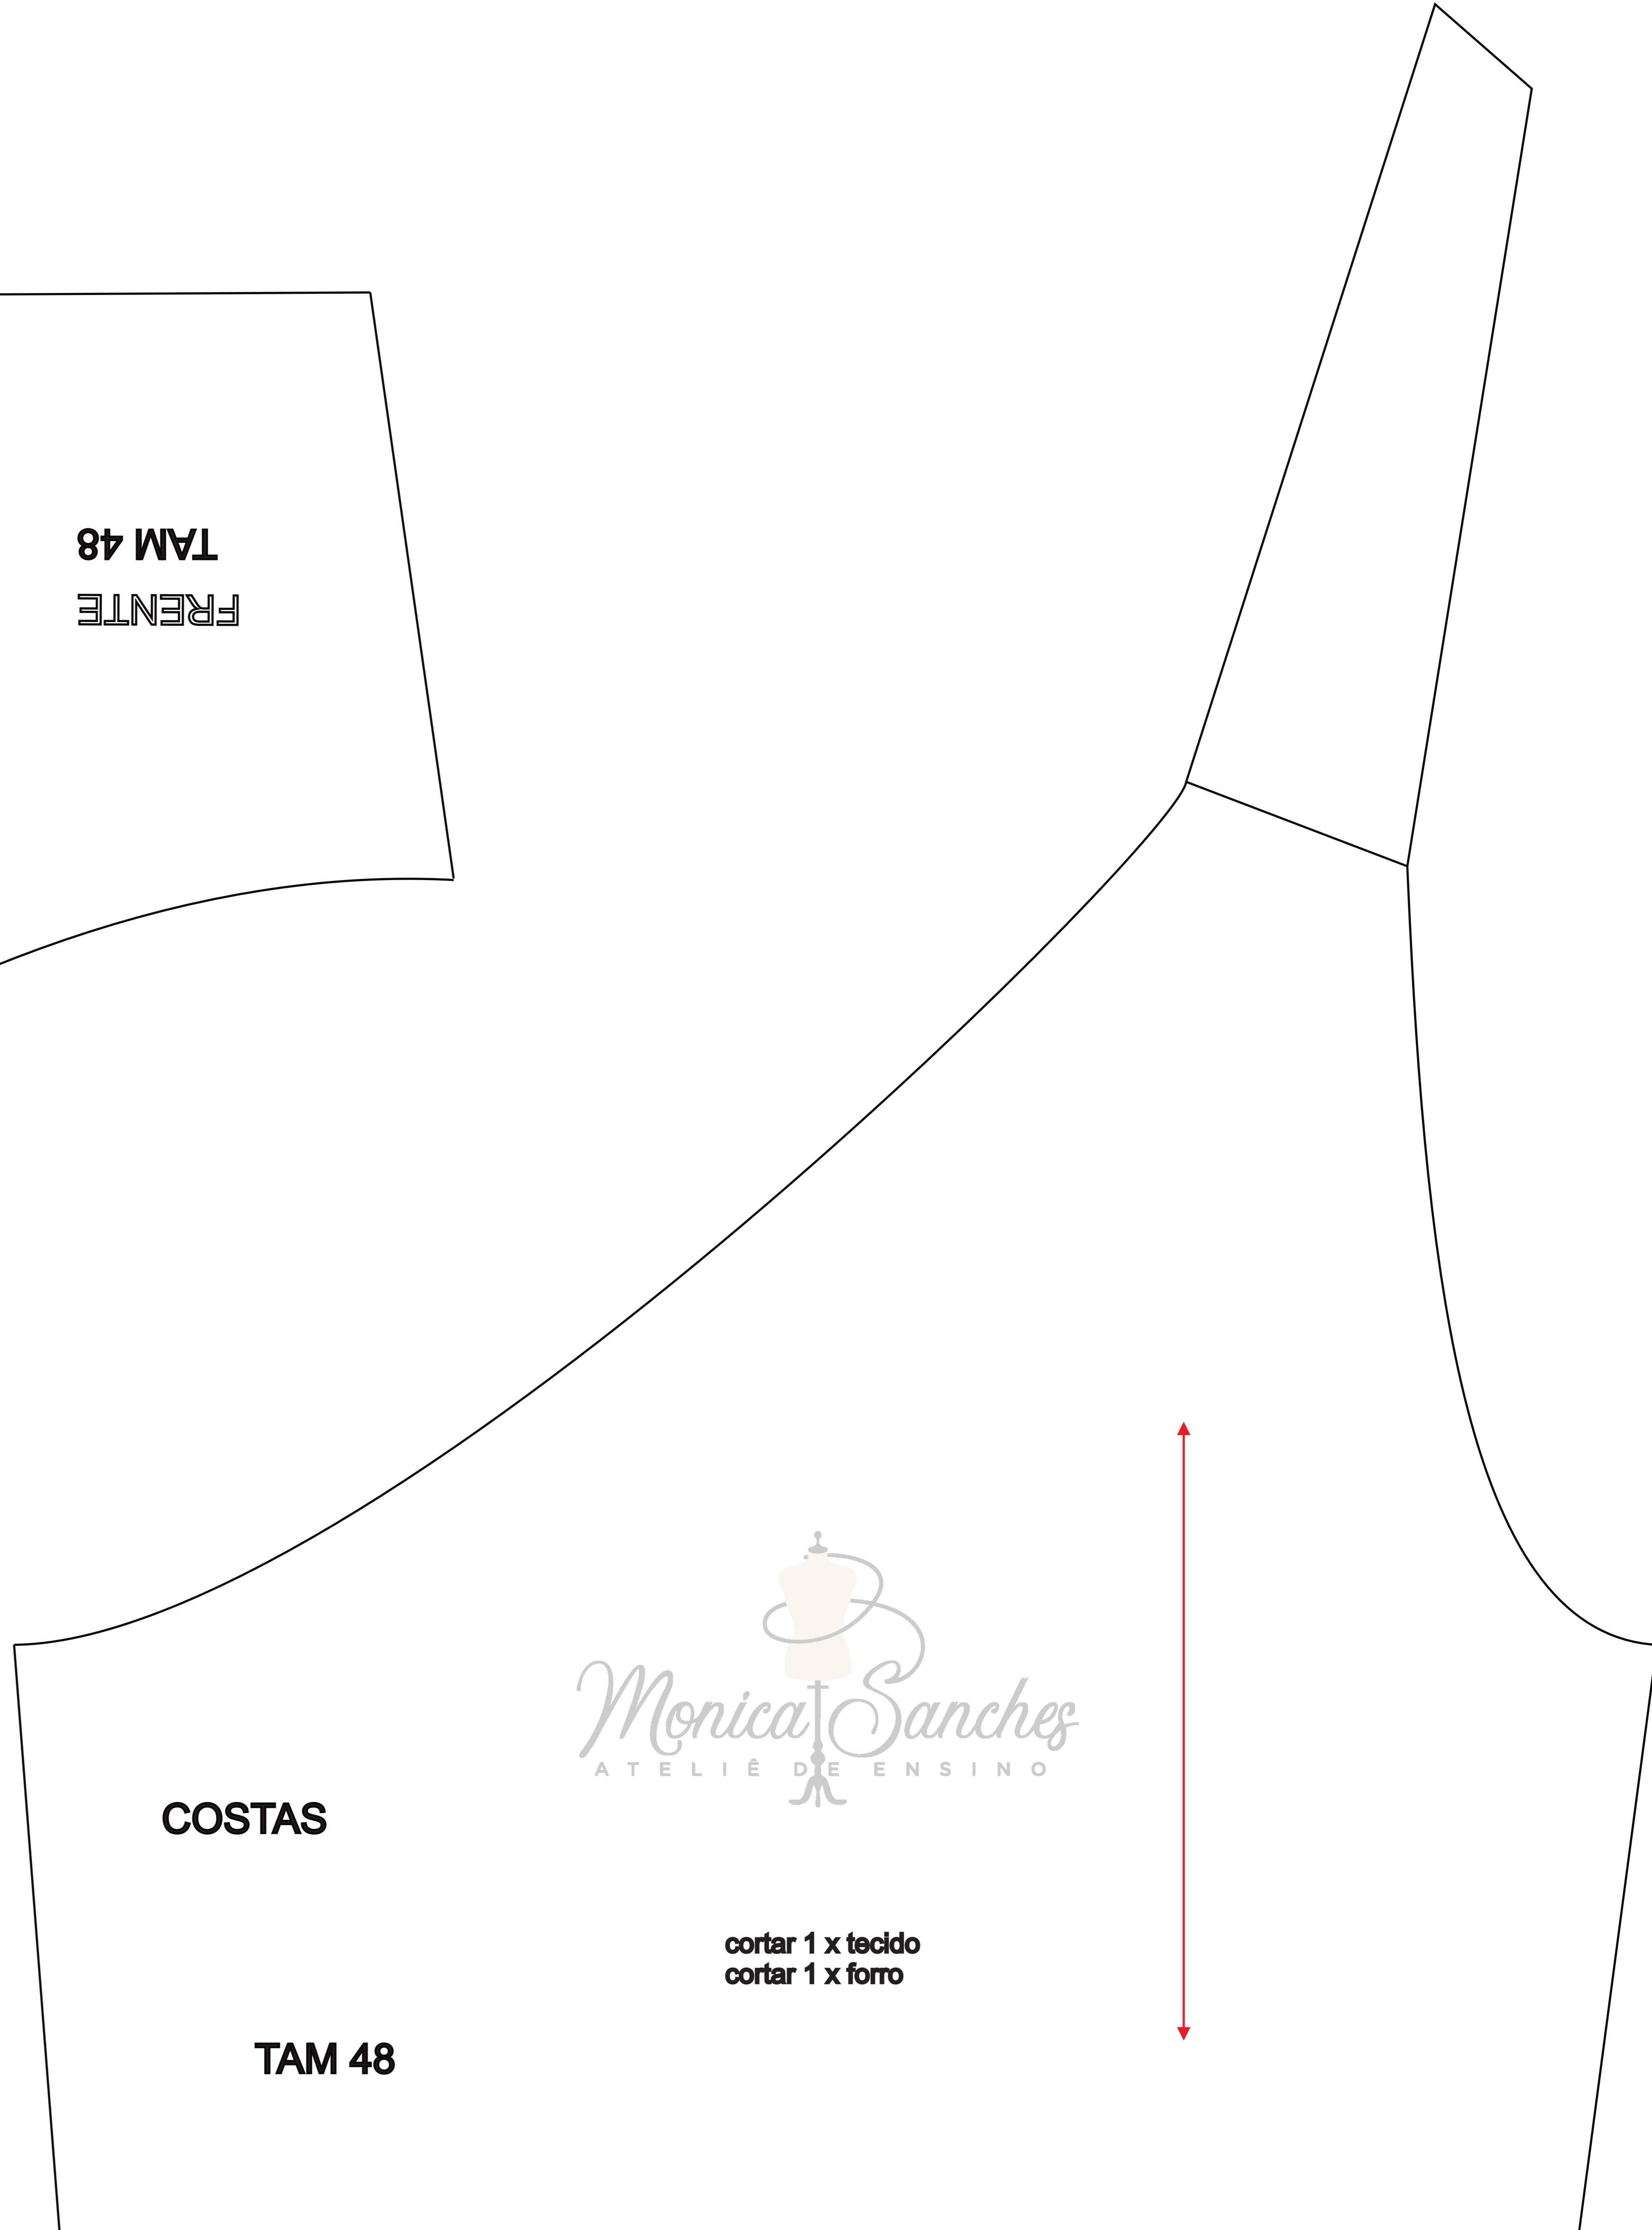 TAM 48
FRENTE
Monica Sanches
ATELIÊ DE ENSINO
COSTAS
cortar 1 x tecido
cortar 1 x forro
TAM 48